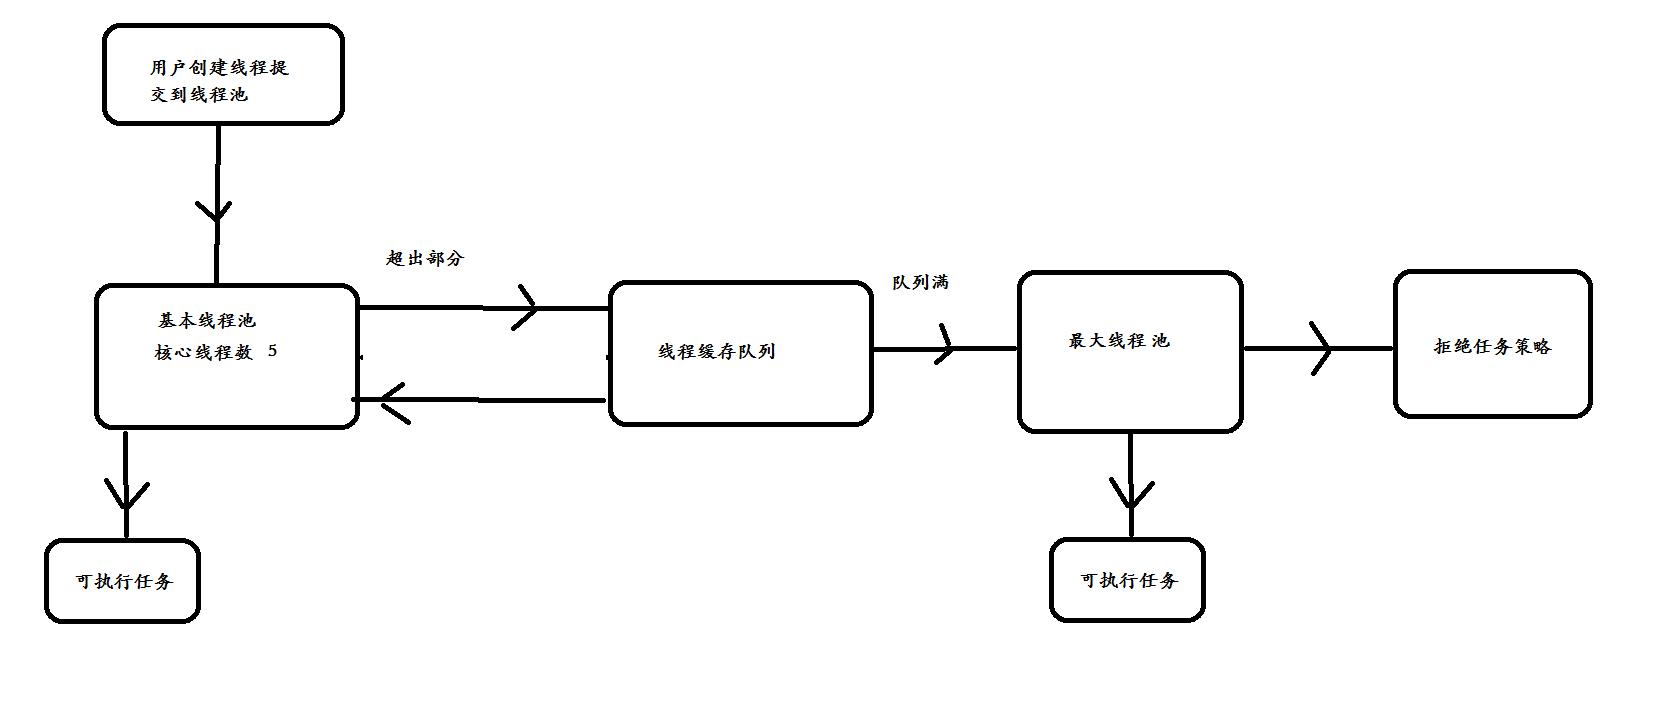 用户创建线程提
交到线程池
超出部分
队列满
基本线程池
核心线程数 5
线程缓存队列
最大线程池
拒绝任务策略
可执行任务
可执行任务